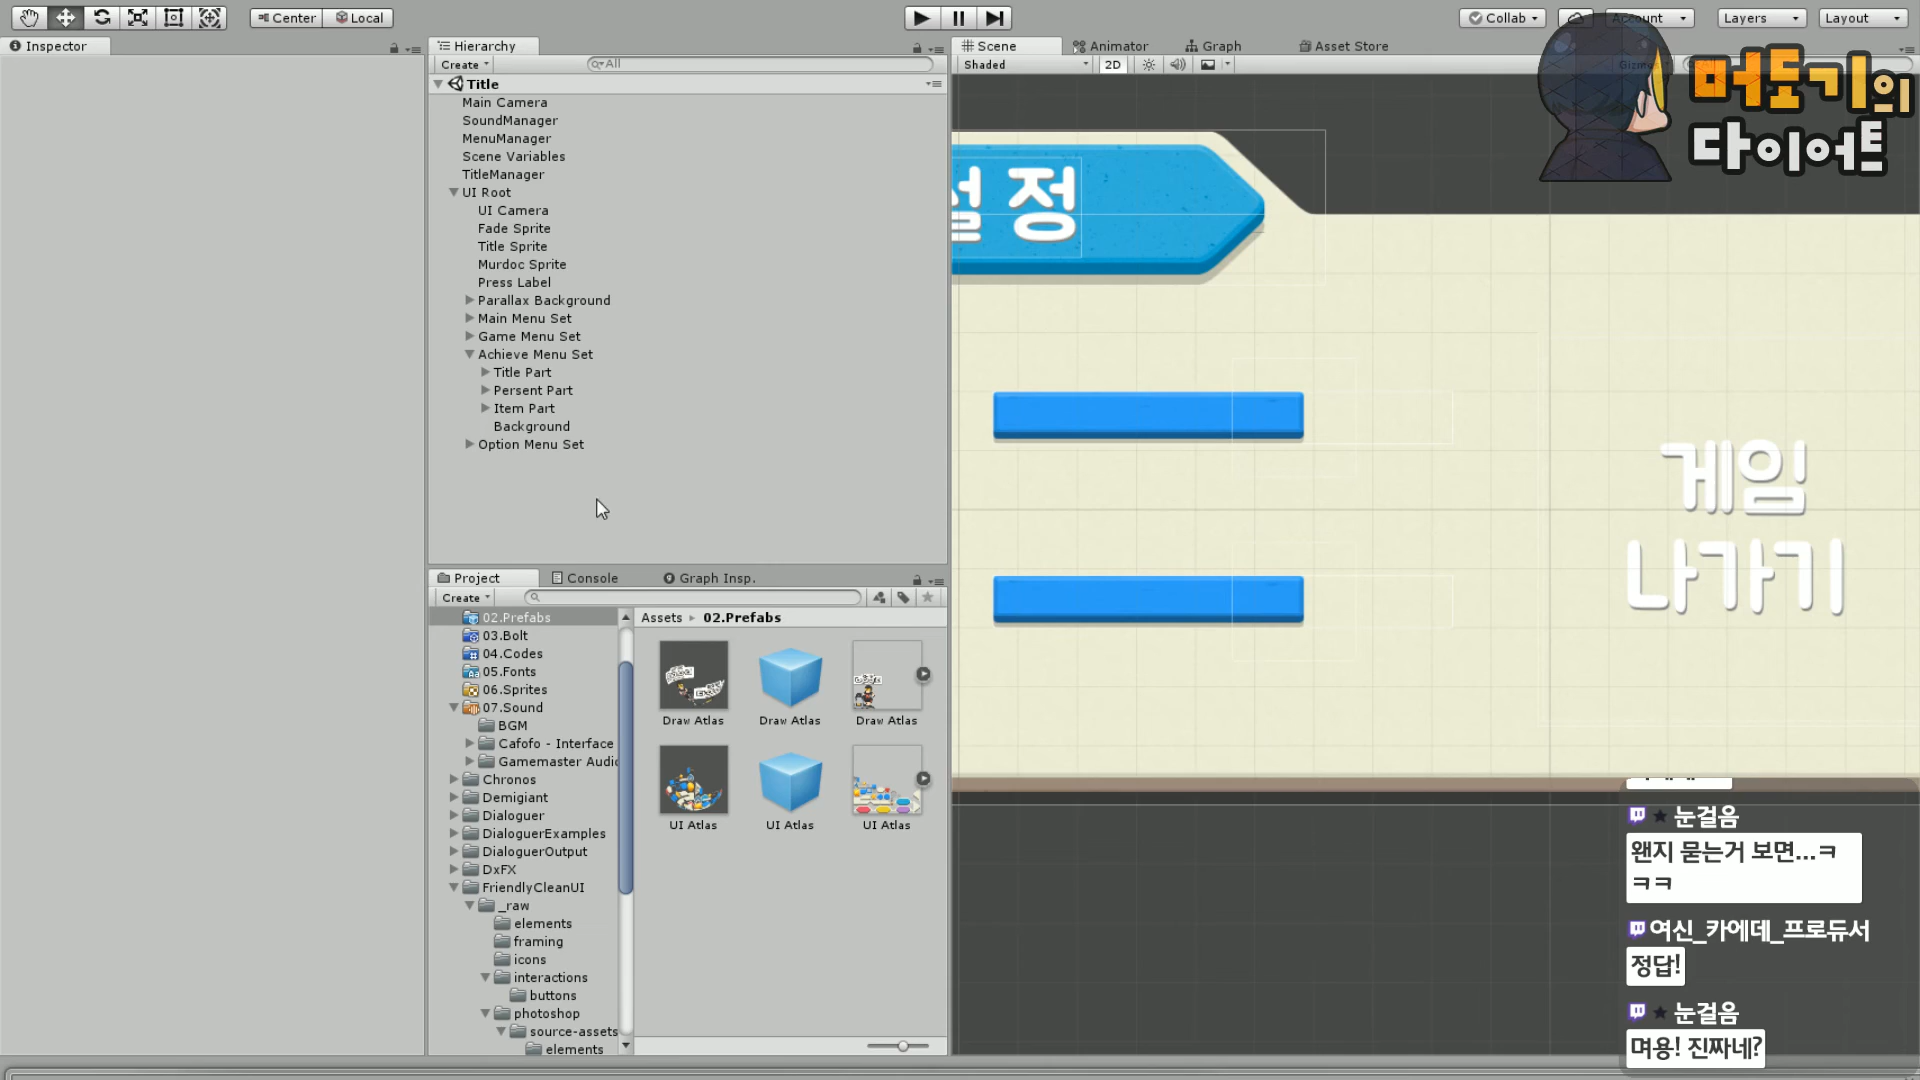 Center
Local
Collab
Account
Layers
Layout
Inspector
Hierarchy
Create
All
Title
Main Camera
SoundManager
MenuManager
Scene Variables
TitleManager
UI Root
UI Camera
Fade Sprite
Title Sprite
Murdoc Sprite
Press Label
Parallax Background
Main Menu Set
Game Menu Set
Achieve Menu Set
Title Part
Persent Part
Item Part
Background
Option Menu Set
Scene
Animator
Graph
Asset Store
Shaded
2D
머도기의
다이어트
설정
게임
나가기
Project
Console
Graph Insp.
Create
02.Prefabs
03.Bolt
04.Codes
05.Fonts
06.Sprites
07.Sound
BGM
Cafofo - Interface
Gamemaster Audio
Chronos
Demigiant
Dialoguer
DialoguerExamples
DialoguerOutput
DxFX
FriendlyCleanUI
_raw
elements
framing
icons
interactions
buttons
photoshop
source-assets
elements
Assets ▸ 02.Prefabs
Draw Atlas
Draw Atlas
Draw Atlas
UI Atlas
UI Atlas
UI Atlas
눈걸음
왠지 묻는거 보면...ㅋ
ㅋㅋ
여신_카에데_프로듀서
정답!
눈걸음
며용! 진짜네?